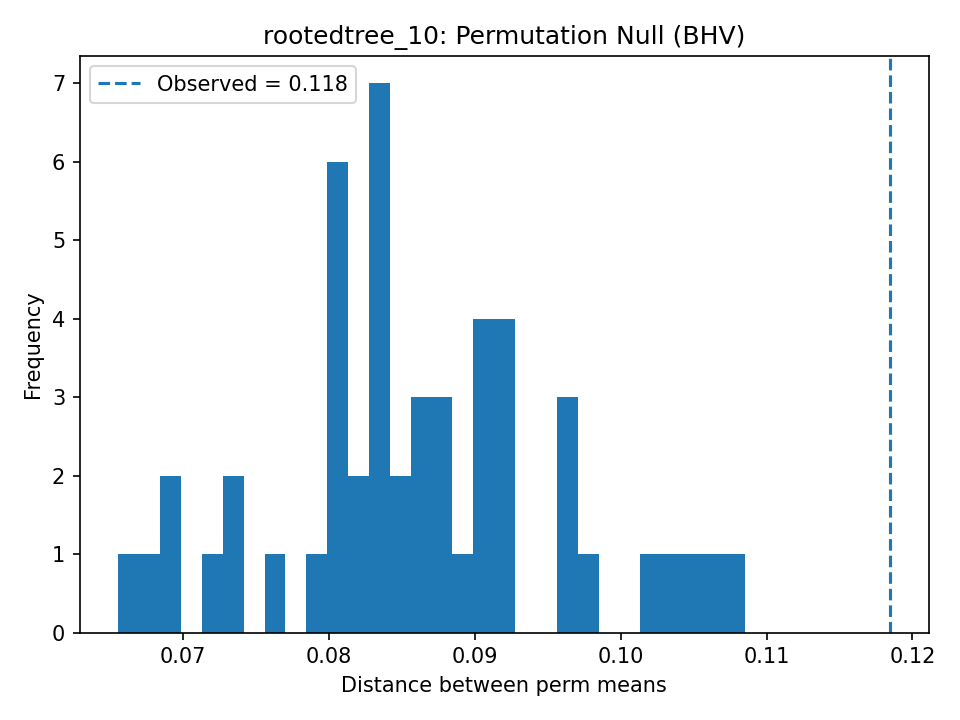 rootedtree_10: Permutation Null (BHV)
Observed = 0.118
7
6
5
4
3
2
1
0
Frequency
0.07 0.08 0.09 0.10 0.11 0.12
Distance between perm means